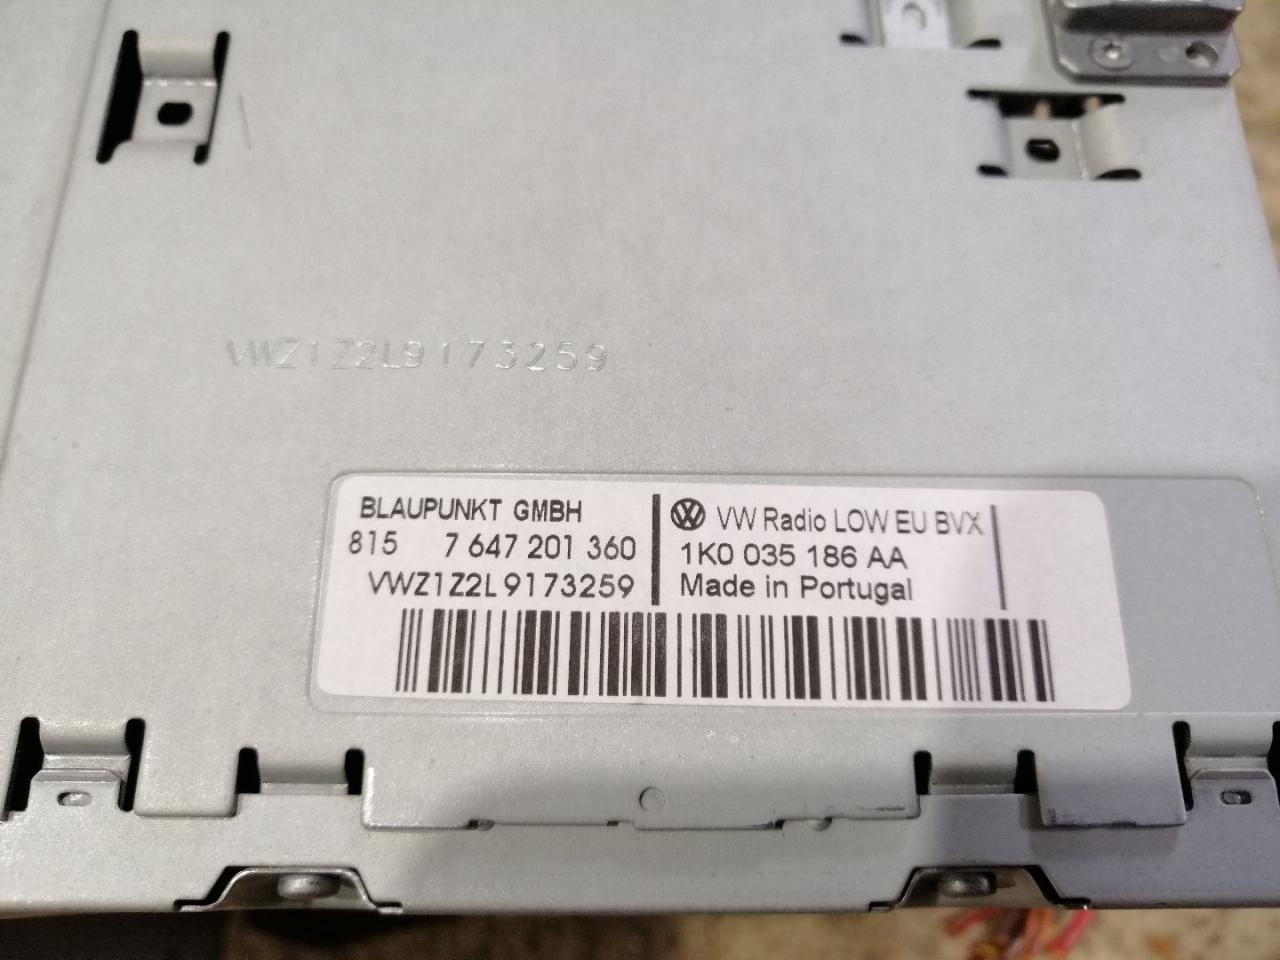 VWZ1Z2L9173259
BLAUPUNKT GMBH
815 7 647 201 360
VWZ1Z2L9173259
VW Radio LOW EU BVX
1K0 035 186 AA
Made in Portugal